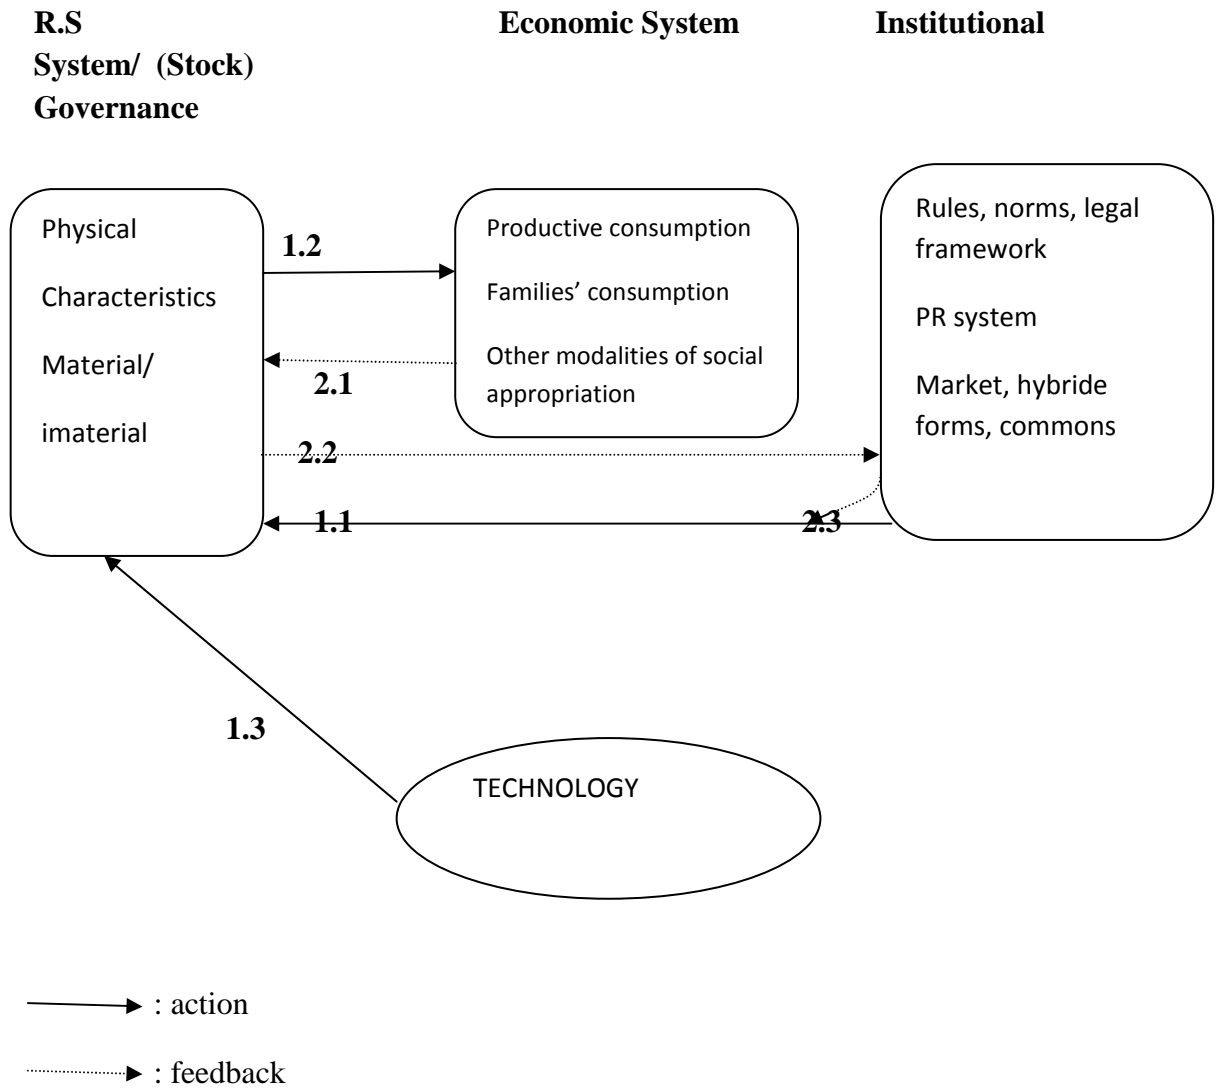 R.S
System/ (Stock)
Governance
Economic System
Institutional
Physical
Characteristics
Material/
imaterial
1.2
2.1
2.2
1.1
Productive consumption
Families’ consumption
Other modalities of social
appropriation
2.3
Rules, norms, legal
framework
PR system
Market, hybride
forms, commons
1.3
TECHNOLOGY
: action
: feedback